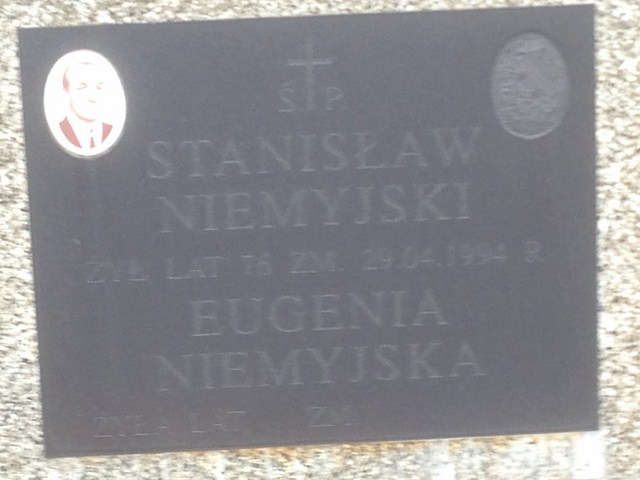 Ś P
STANISŁAW
NIEMYJSKI
ŻYŁ LAT 76 ZM. 29.04.1994 R
EUGENIA
NIEMYJSKA
ŻYŁA LAT ZM.